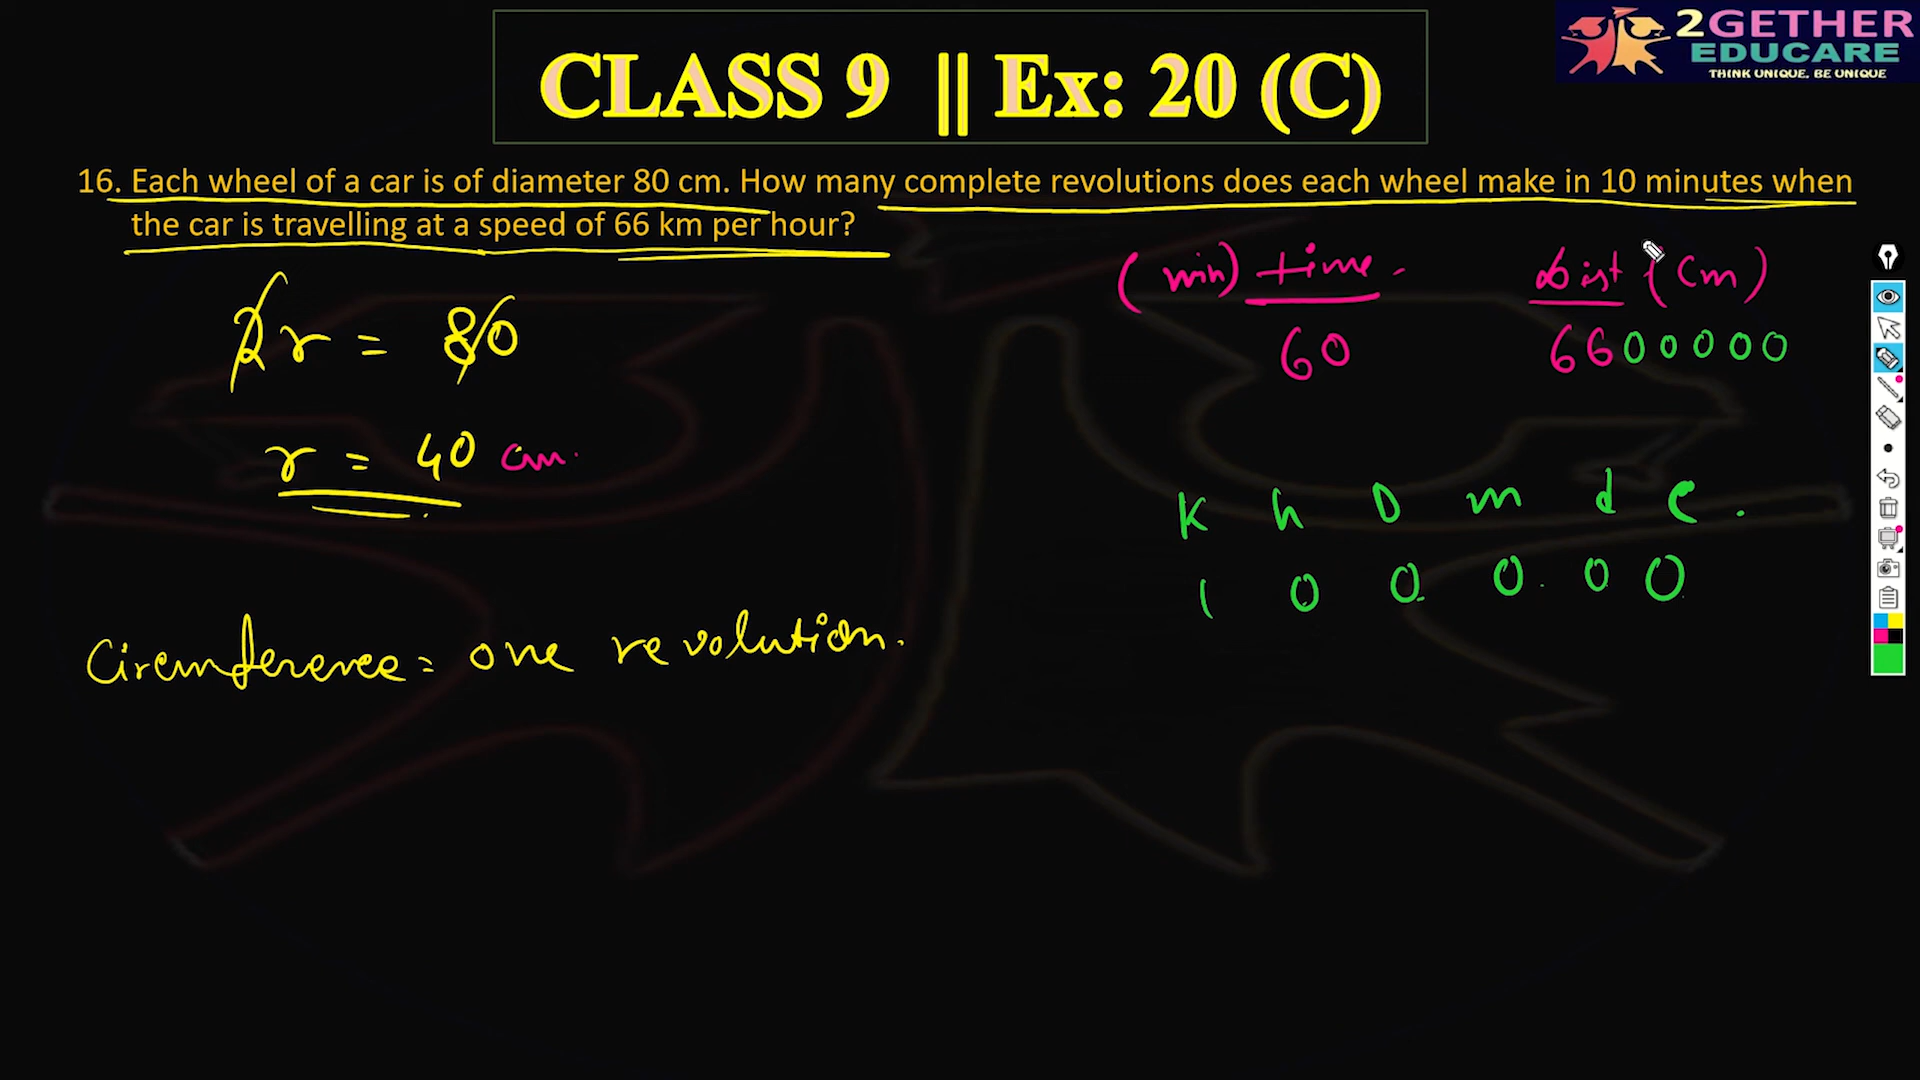 2GETHER
EDUCARE
THINK UNIQUE. BE UNIQUE
CLASS 9 || Ex: 20 (C)
16. Each wheel of a car is of diameter 80 cm. How many complete revolutions does each wheel make in 10 minutes when
the car is travelling at a speed of 66 km per hour?
(min) time. Dist (cm)
60 6600000
2r = 80
r = 40 cm.
K h D m d c.
1 0 0. 0. 0 0
Circumference = one revolution.